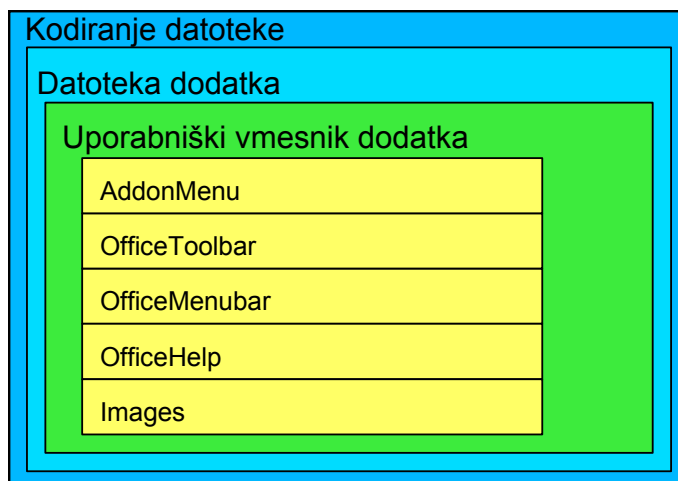 Kodiranje datoteke
Datoteka dodatka
Uporabniški vmesnik dodatka
AddonMenu
OfficeToolbar
OfficeMenubar
OfficeHelp
Images